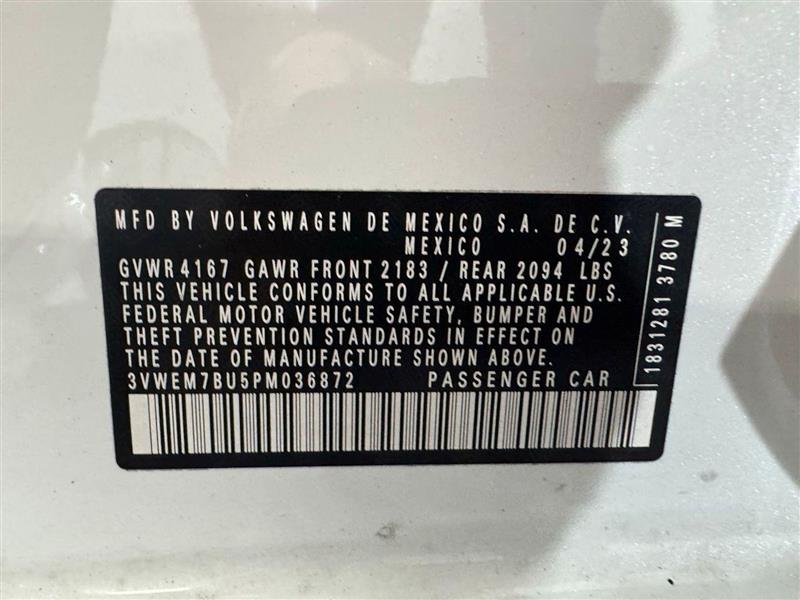 MFD BY VOLKSWAGEN DE MEXICO S.A. DE C.V.
MEXICO 04/23
GVWR 4167 GAWR FRONT 2183 / REAR 2094 LBS
THIS VEHICLE CONFORMS TO ALL APPLICABLE U.S.
FEDERAL MOTOR VEHICLE SAFETY, BUMPER AND
THEFT PREVENTION STANDARDS IN EFFECT ON
THE DATE OF MANUFACTURE SHOWN ABOVE.
3VWEM7BU5PM036872 PASSENGER CAR
1831281 3780 M